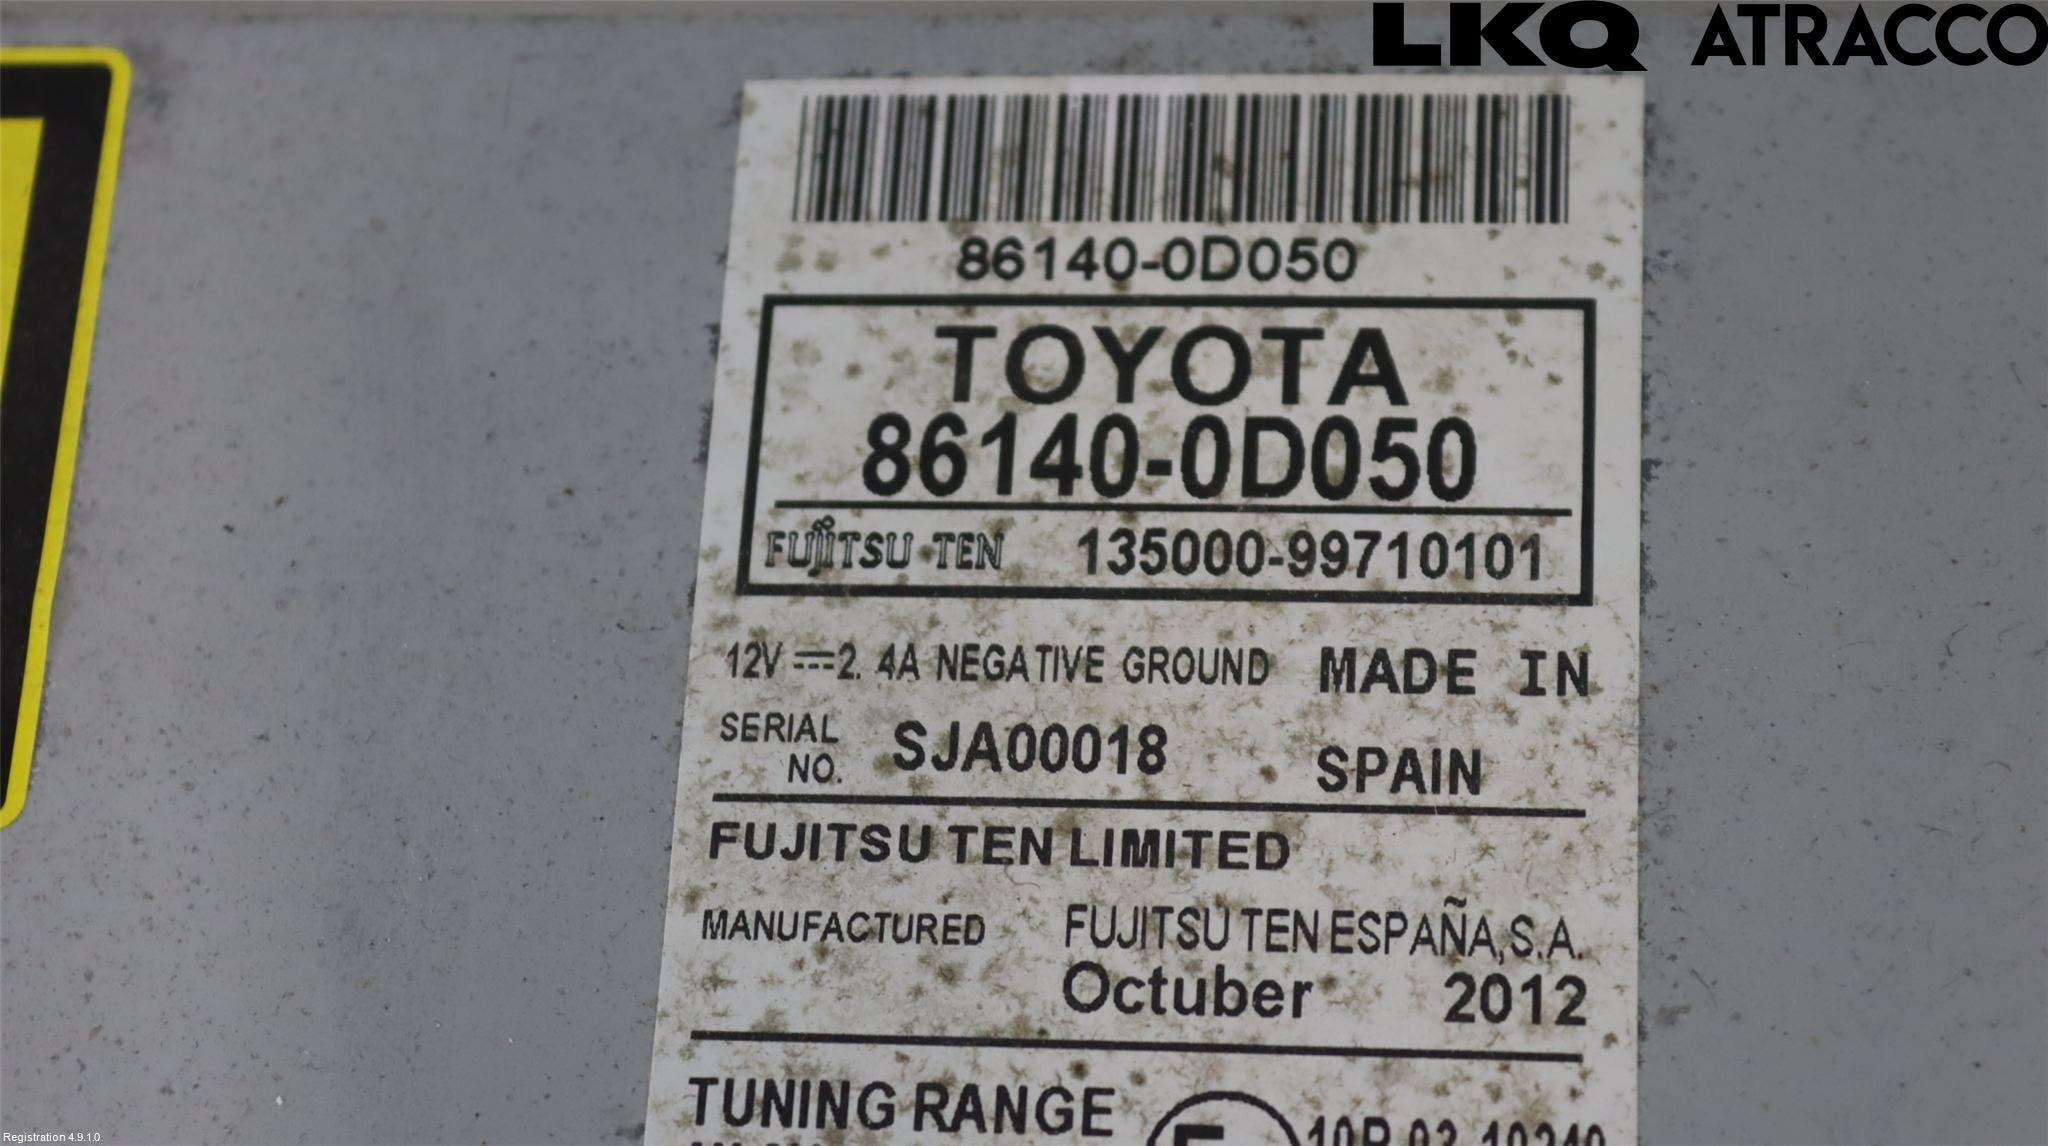 LKQ ATRACCO
86140-0D050
TOYOTA
86140-0D050
FUJITSU TEN 135000-99710101
12V 2. 4A NEGATIVE GROUND MADE IN
SERIAL NO. SJA00018 SPAIN
FUJITSU TEN LIMITED
MANUFACTURED FUJITSU TEN ESPAÑA,S.A.
Octuber 2012
TUNING RANGE
Registration 4.9.1.0